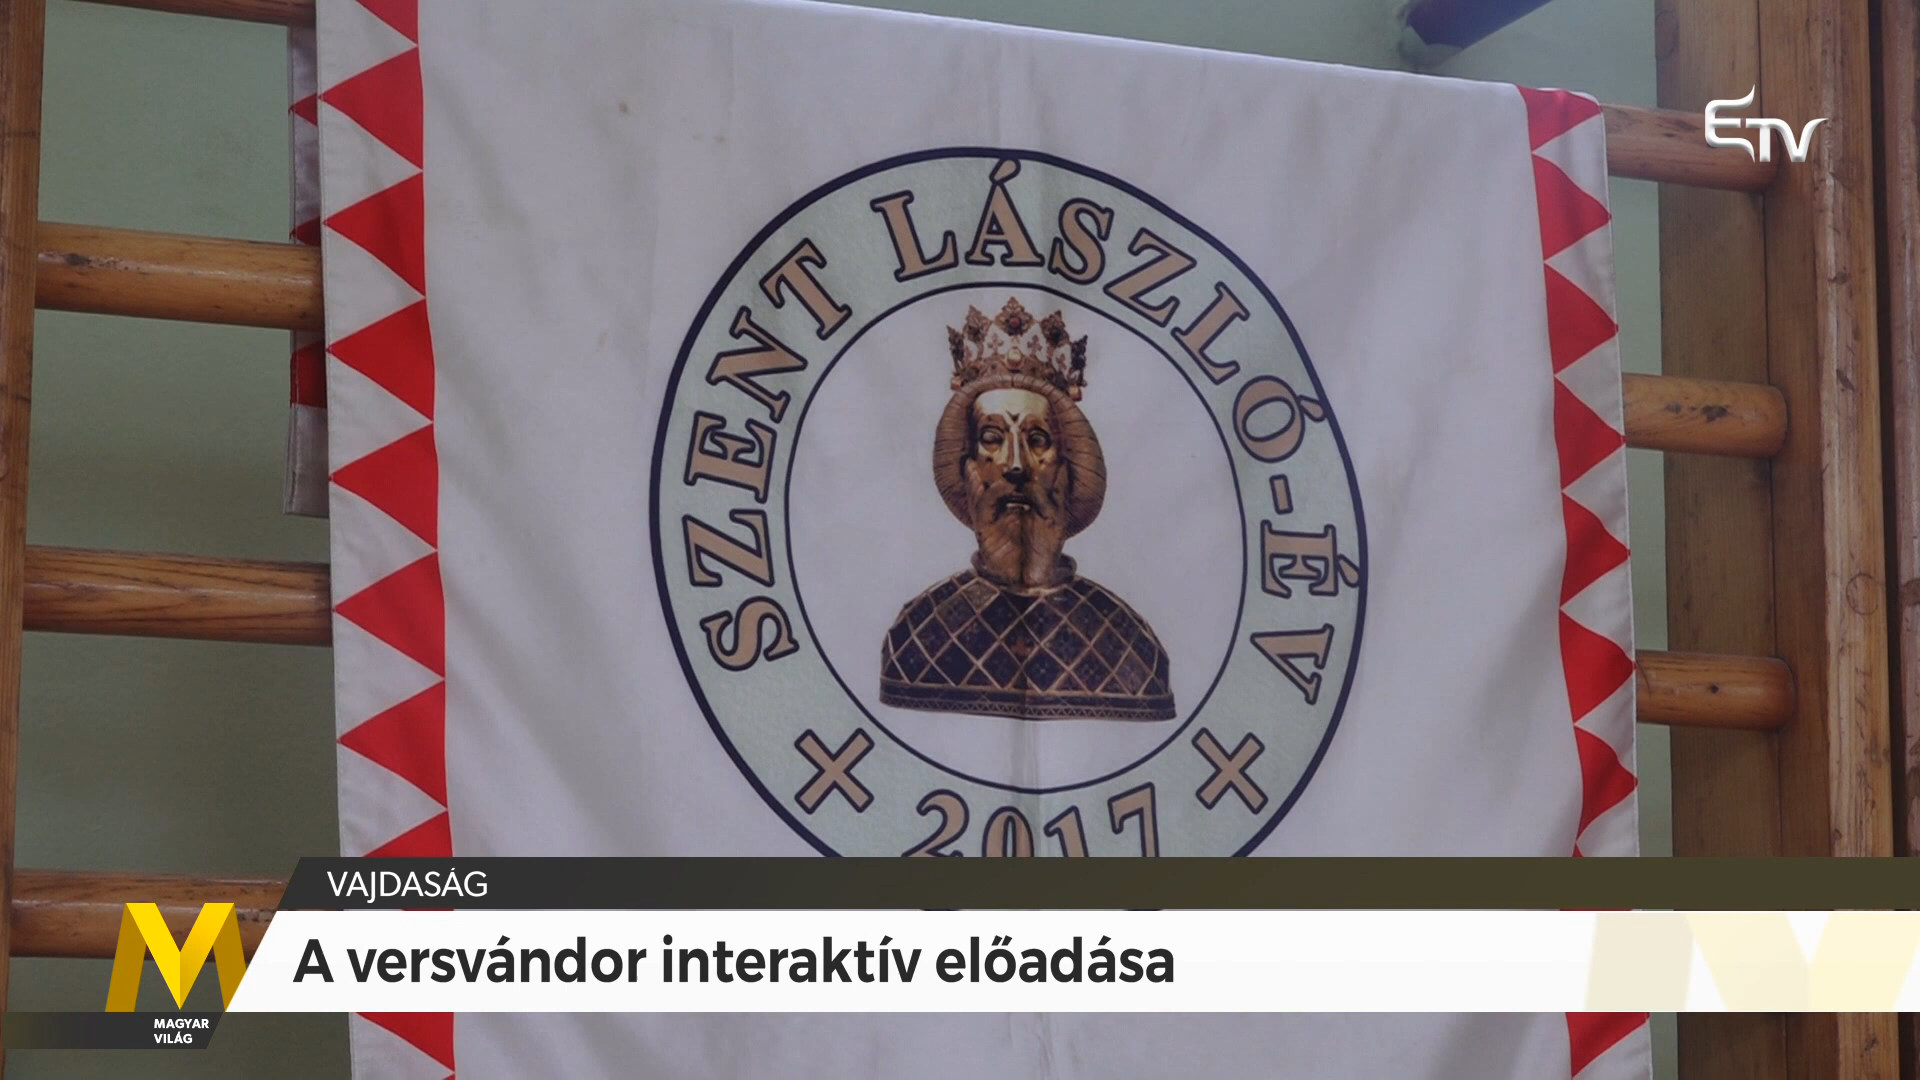 ETV
SZENT LÁSZLÓ-ÉV
2017
VAJDASÁG
A versvándor interaktív előadása
MAGYAR
VILÁG